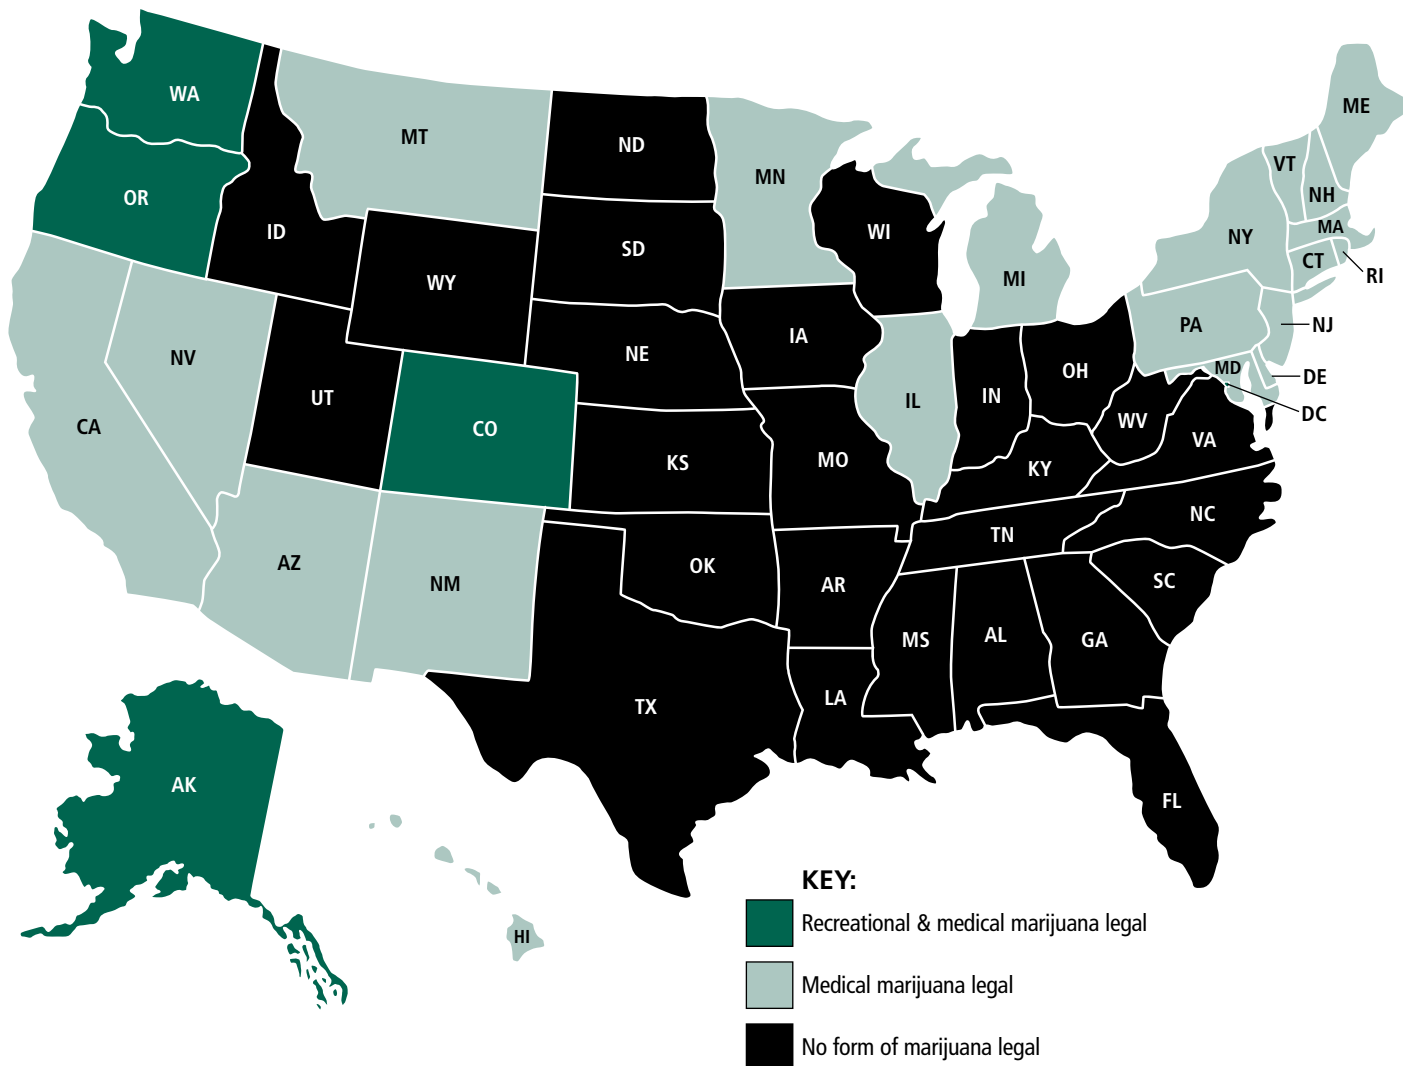 WA
ME
MT
ND
VT
MN
OR
NH
ID
WI
MA
NY
SD
CT
RI
MI
WY
PA
NJ
IA
NE
NV
MD
OH
DE
UT
IN
IL
DC
CA
WV
CO
VA
MO
KS
KY
NC
TN
AZ
OK
SC
NM
AR
AL
MS
GA
LA
TX
AK
FL
KEY:
Recreational & medical marijuana legal
HI
Medical marijuana legal
No form of marijuana legal